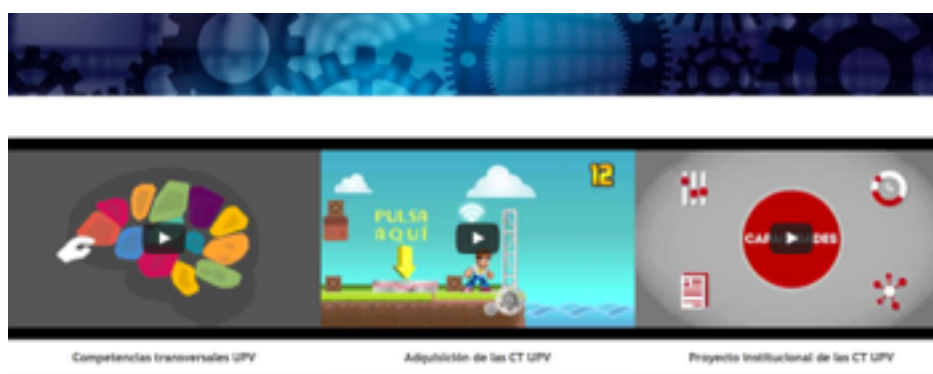 12
PULSA
AQUÍ
CAPACIDADES
Competencias transversales UPV
Adquisición de las CT UPV
Proyecto institucional de las CT UPV